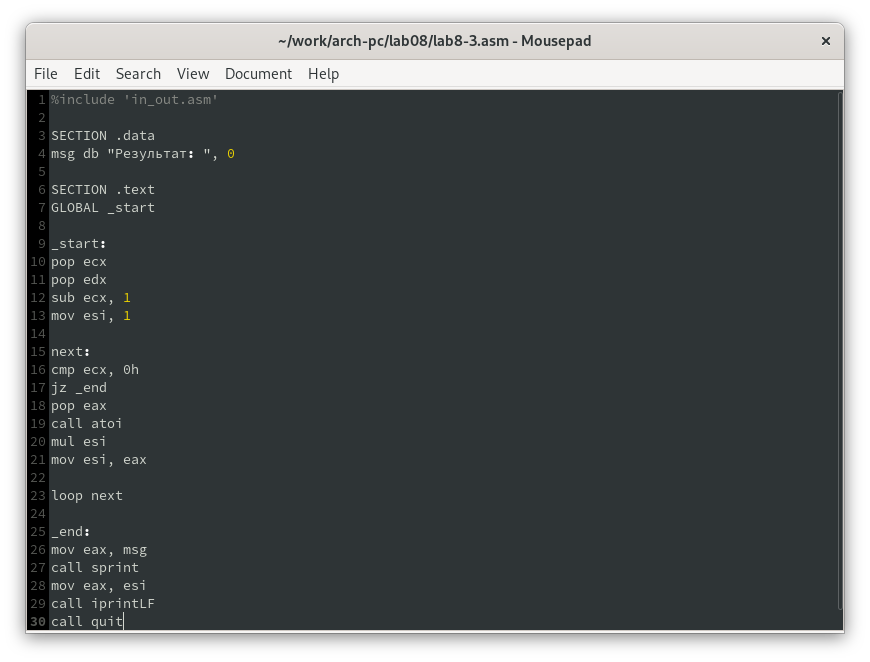 ~/work/arch-pc/lab08/lab8-3.asm - Mousepad
×
File Edit Search View Document Help
1 %include 'in_out.asm'
2
3 SECTION .data
4 msg db "Результат: ", 0
5
6 SECTION .text
7 GLOBAL _start
8
9 _start:
10 pop ecx
11 pop edx
12 sub ecx, 1
13 mov esi, 1
14
15 next:
16 cmp ecx, 0h
17 jz _end
18 pop eax
19 call atoi
20 mul esi
21 mov esi, eax
22
23 loop next
24
25 _end:
26 mov eax, msg
27 call sprint
28 mov eax, esi
29 call iprintLF
30 call quit